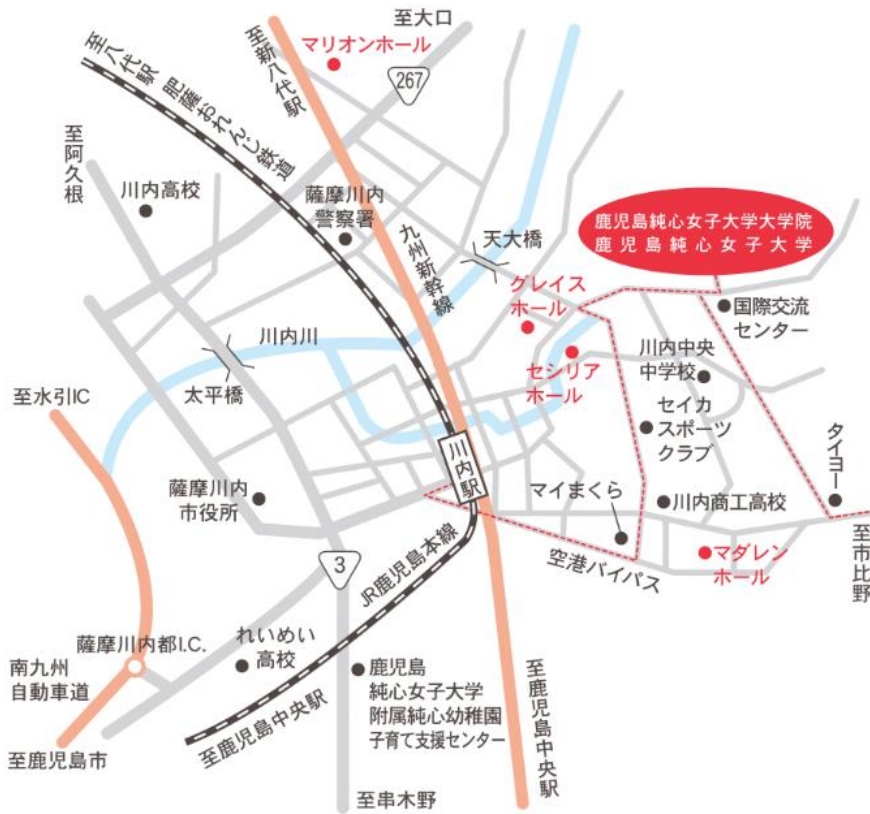 至大口
マリオンホール
至新八代駅
267
至八代駅
肥薩おれんじ鉄道
至阿久根
川内高校
薩摩川内
警察署
九州新幹線
天大橋
鹿児島純心女子大学大学院
鹿児島純心女子大学
グレイス
ホール
国際交流
センター
川内川
太平橋
セシリア
ホール
川内中央
中学校
至水引IC
セイカ
スポーツ
クラブ
タイヨー
川内駅
薩摩川内
市役所
マイまくら
川内商工高校
マダレン
ホール
空港バイパス
至市比野
3
JR鹿児島本線
薩摩川内都I.C.
れいめい
高校
南九州
自動車道
鹿児島
純心女子大学
附属純心幼稚園
子育て支援センター
至鹿児島中央駅
至鹿児島中央駅
至鹿児島市
至串木野